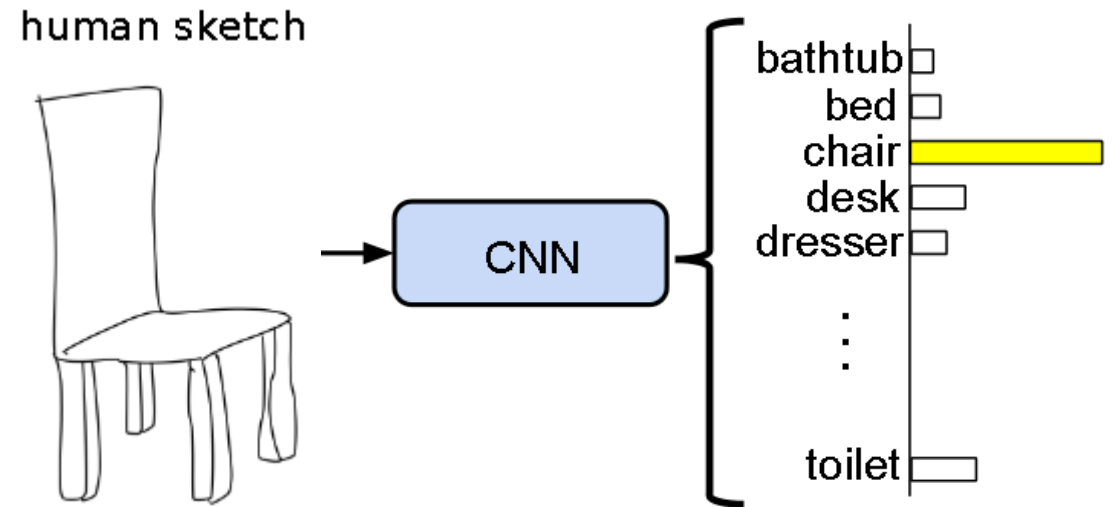 human sketch
CNN
bathtub
bed
chair
desk
dresser
toilet